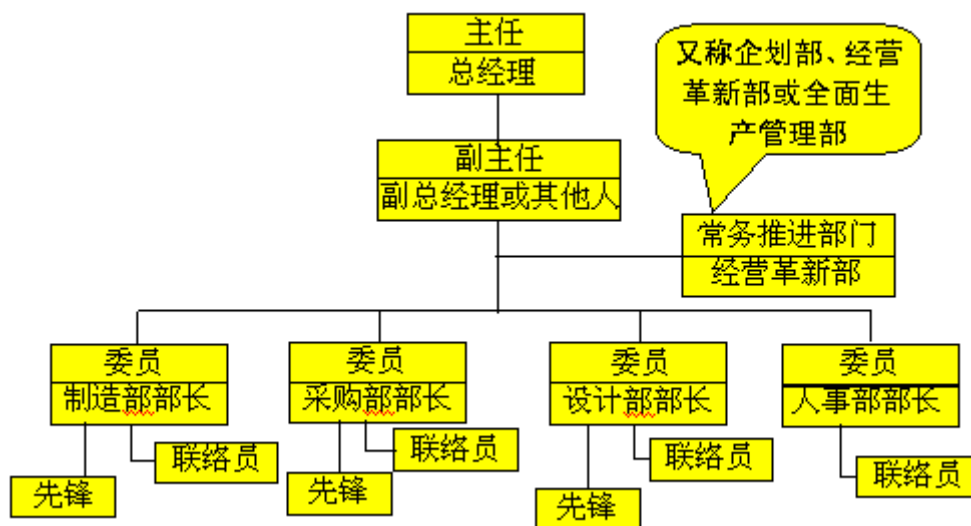 主任
总经理
又称企划部、经营
革新部或全面生
产管理部
副主任
副总经理或其他人
常务推进部门
经营革新部
委员
制造部部长
委员
采购部部长
委员
设计部部长
委员
人事部部长
联络员
先锋
联络员
先锋
联络员
先锋
联络员